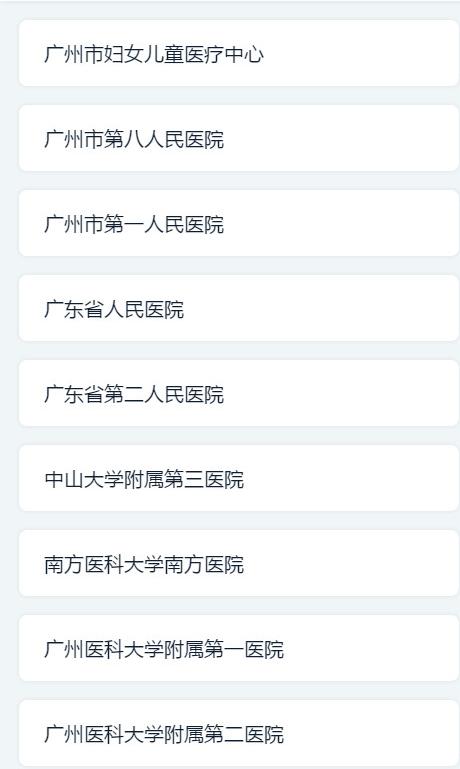 广州市妇女儿童医疗中心
广州市第八人民医院
广州市第一人民医院
广东省人民医院
广东省第二人民医院
中山大学附属第三医院
南方医科大学南方医院
广州医科大学附属第一医院
广州医科大学附属第二医院